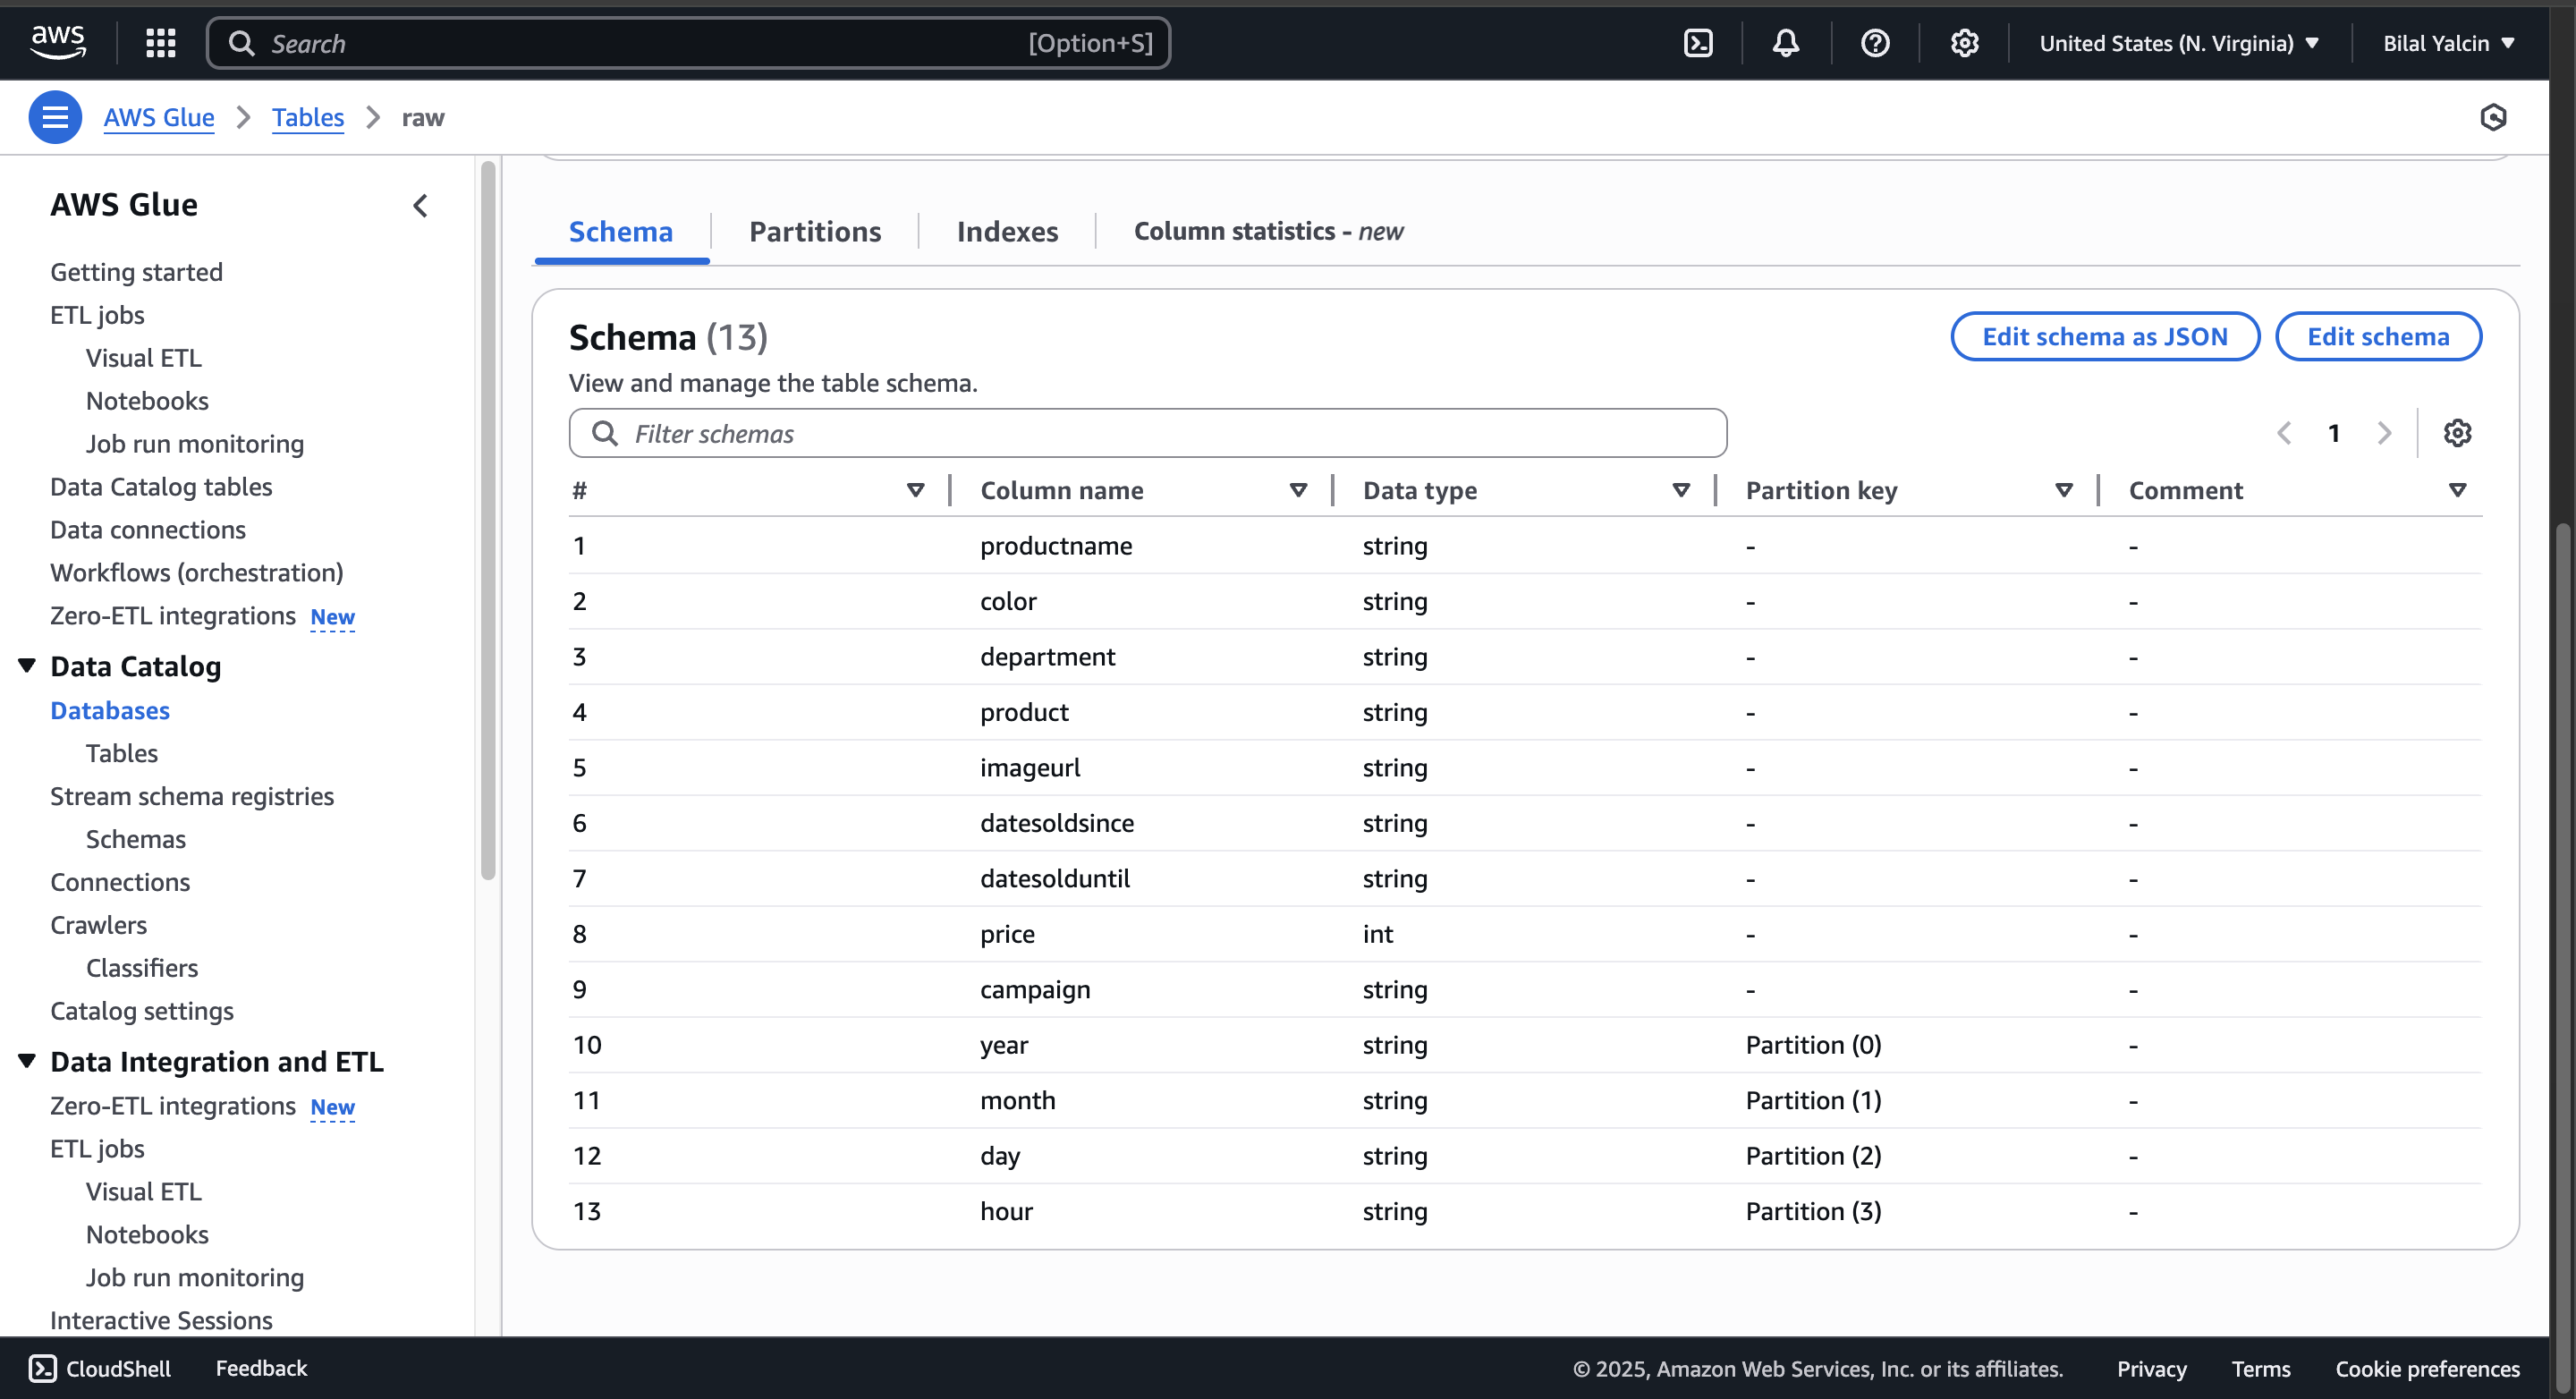 aws
Search [Option+S]
United States (N. Virginia)
Bilal Yalcin
AWS Glue
Tables
raw
AWS Glue
Getting started
ETL jobs
Visual ETL
Notebooks
Job run monitoring
Data Catalog tables
Data connections
Workflows (orchestration)
Zero-ETL integrations New
Data Catalog
Databases
Tables
Stream schema registries
Schemas
Connections
Crawlers
Classifiers
Catalog settings
Data Integration and ETL
Zero-ETL integrations New
ETL jobs
Visual ETL
Notebooks
Job run monitoring
Interactive Sessions
Schema Partitions Indexes Column statistics - new
Schema (13)
Edit schema as JSON
Edit schema
View and manage the table schema.
Filter schemas
1
# Column name Data type Partition key Comment
1 productname string - -
2 color string - -
3 department string - -
4 product string - -
5 imageurl string - -
6 datesoldsince string - -
7 datesolduntil string - -
8 price int - -
9 campaign string - -
10 year string Partition (0) -
11 month string Partition (1) -
12 day string Partition (2) -
13 hour string Partition (3) -
CloudShell Feedback © 2025, Amazon Web Services, Inc. or its affiliates. Privacy Terms Cookie preferences